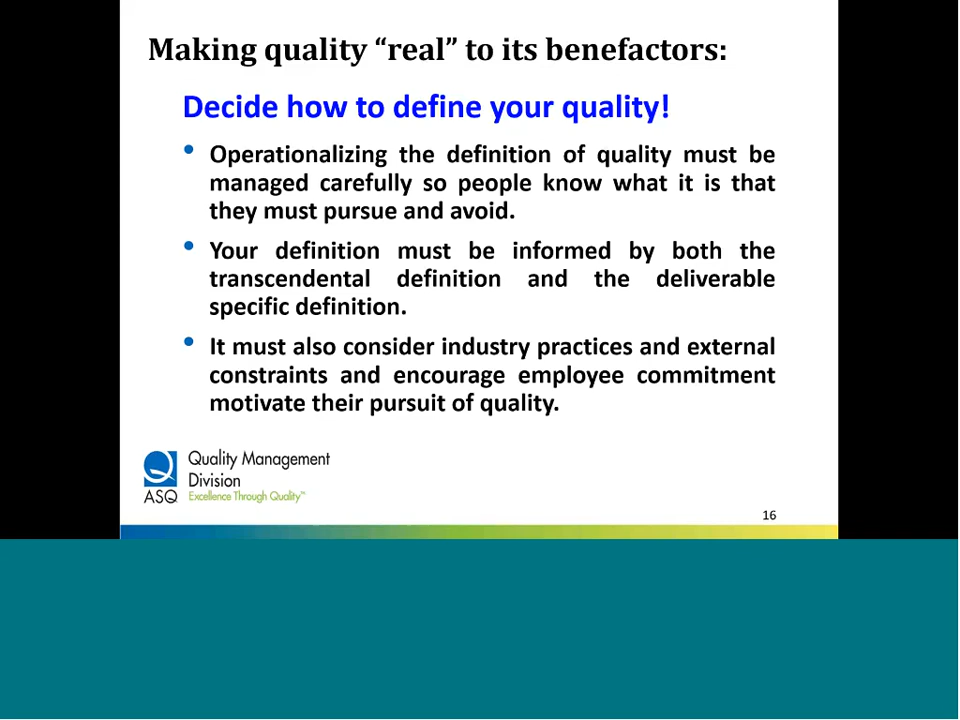 Making quality “real” to its benefactors:
Decide how to define your quality!
• Operationalizing the definition of quality must be
managed carefully so people know what it is that
they must pursue and avoid.
• Your definition must be informed by both the
transcendental definition and the deliverable
specific definition.
• It must also consider industry practices and external
constraints and encourage employee commitment
motivate their pursuit of quality.
Quality Management
Division
ASQ Excellence Through Quality™
16